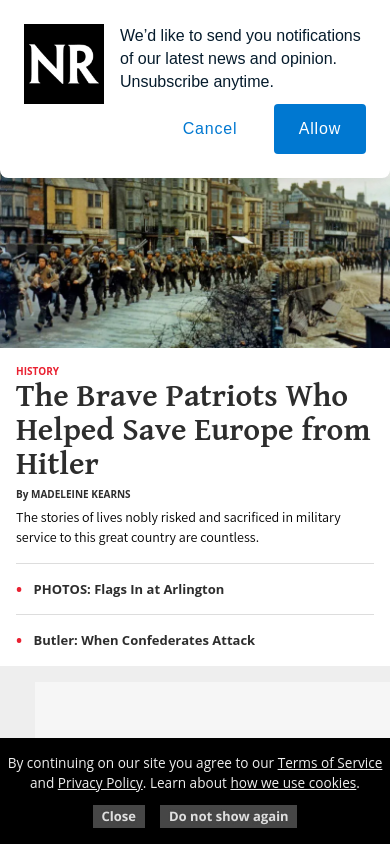 NR
We’d like to send you notifications
of our latest news and opinion.
Unsubscribe anytime.
Cancel
Allow
HISTORY
The Brave Patriots Who
Helped Save Europe from
Hitler
By MADELEINE KEARNS
The stories of lives nobly risked and sacrificed in military
service to this great country are countless.
• PHOTOS: Flags In at Arlington
• Butler: When Confederates Attack
By continuing on our site you agree to our Terms of Service
and Privacy Policy. Learn about how we use cookies.
Close
Do not show again